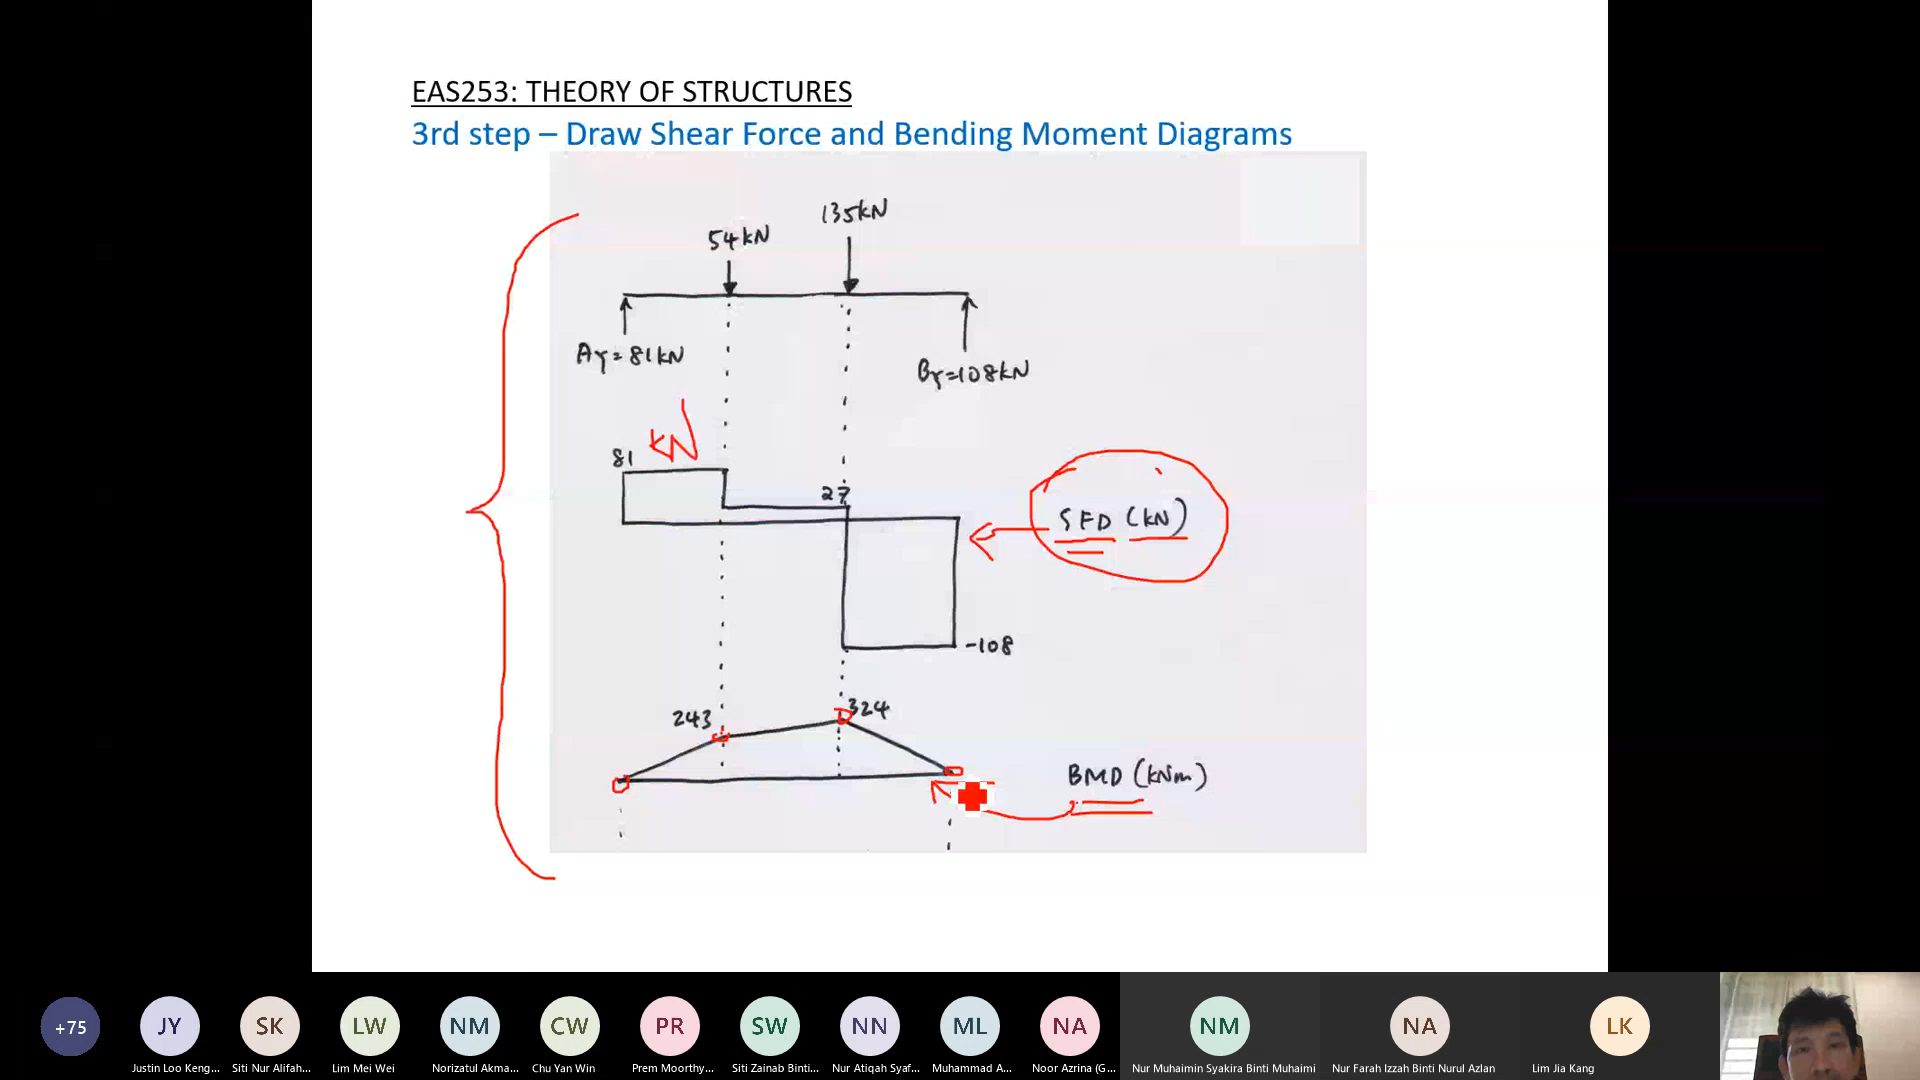 EAS253: THEORY OF STRUCTURES
3rd step – Draw Shear Force and Bending Moment Diagrams
135kN
54kN
Ay=81kN
By=108kN
kN
81
27
SFD (kN)
-108
243
324
BMD (kNm)
+75
JY
SK
LW
NM
CW
PR
SW
NN
ML
NA
NM
NA
LK
Justin Loo Keng...
Siti Nur Alifah...
Lim Mei Wei
Norizatul Akma...
Chu Yan Win
Prem Moorthy...
Siti Zainab Binti...
Nur Atiqah Syaf...
Muhammad A...
Noor Azrina (G...
Nur Muhaimin Syakira Binti Muhaimi
Nur Farah Izzah Binti Nurul Azlan
Lim Jia Kang